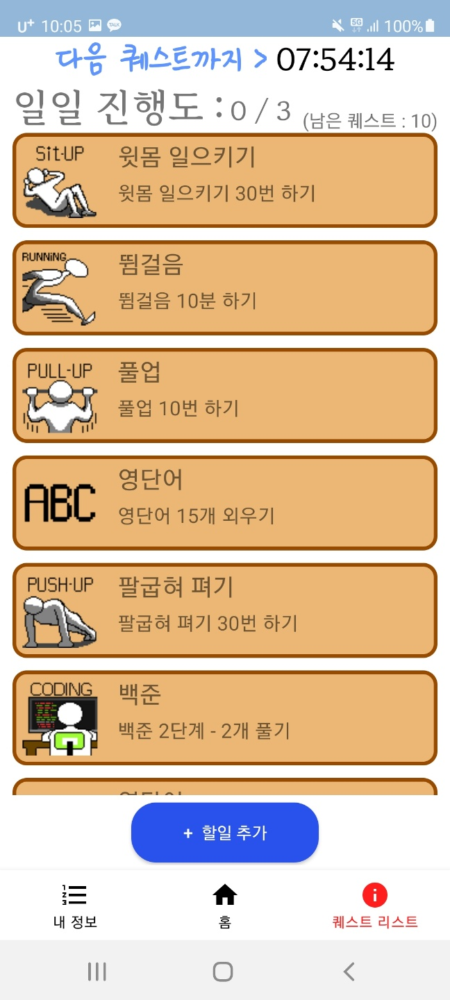 U+ 10:05 TALK 5G 100%
다음 퀘스트까지 > 07:54:14
일일 진행도 : 0 / 3 (남은 퀘스트 : 10)
Sit-UP
윗몸 일으키기
윗몸 일으키기 30번 하기
RUNNiNG
뜀걸음
뜀걸음 10분 하기
PULL-UP
풀업
풀업 10번 하기
ABC
영단어
영단어 15개 외우기
PUSH-UP
팔굽혀 펴기
팔굽혀 펴기 30번 하기
CODING
백준
백준 2단계 - 2개 풀기
+ 할일 추가
내 정보
홈
퀘스트 리스트